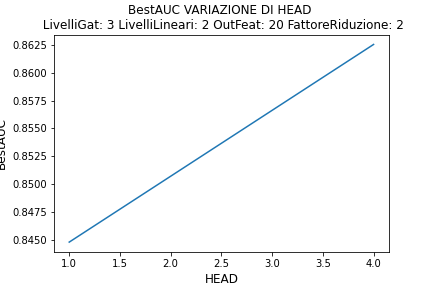 BestAUC VARIAZIONE DI HEAD
LivelliGat: 3 LivelliLineari: 2 OutFeat: 20 FattoreRiduzione: 2
0.8625
0.8600
0.8575
0.8550
0.8525
0.8500
0.8475
0.8450
BestAUC
1.0 1.5 2.0 2.5 3.0 3.5 4.0
HEAD